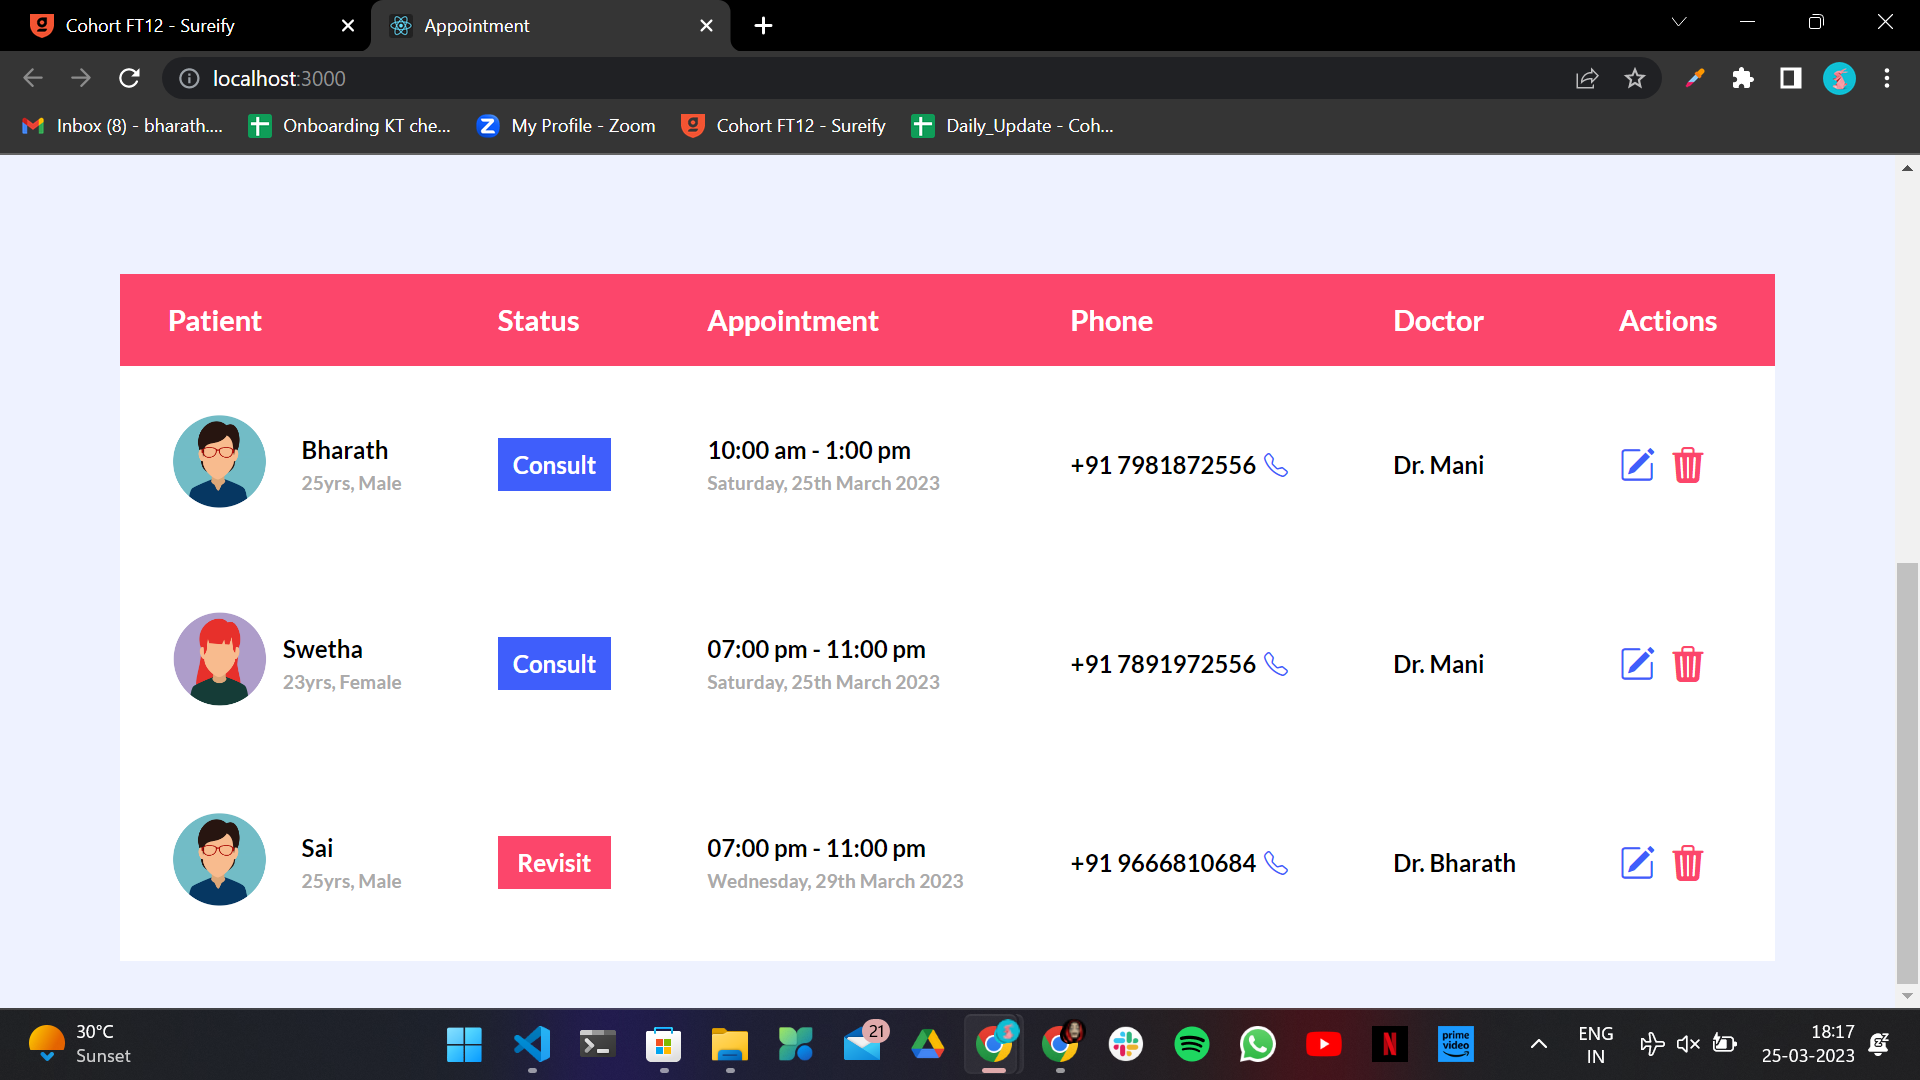 Cohort FT12 - Sureify
Appointment
localhost:3000
Inbox (8) - bharath....
Onboarding KT che...
My Profile - Zoom
Cohort FT12 - Sureify
Daily_Update - Coh...
Patient Status Appointment Phone Doctor Actions
Bharath
25yrs, Male
Consult
10:00 am - 1:00 pm
Saturday, 25th March 2023
+91 7981872556
Dr. Mani
Swetha
23yrs, Female
Consult
07:00 pm - 11:00 pm
Saturday, 25th March 2023
+91 7891972556
Dr. Mani
Sai
25yrs, Male
Revisit
07:00 pm - 11:00 pm
Wednesday, 29th March 2023
+91 9666810684
Dr. Bharath
30°C
Sunset
21
prime
video
ENG
IN
18:17
25-03-2023